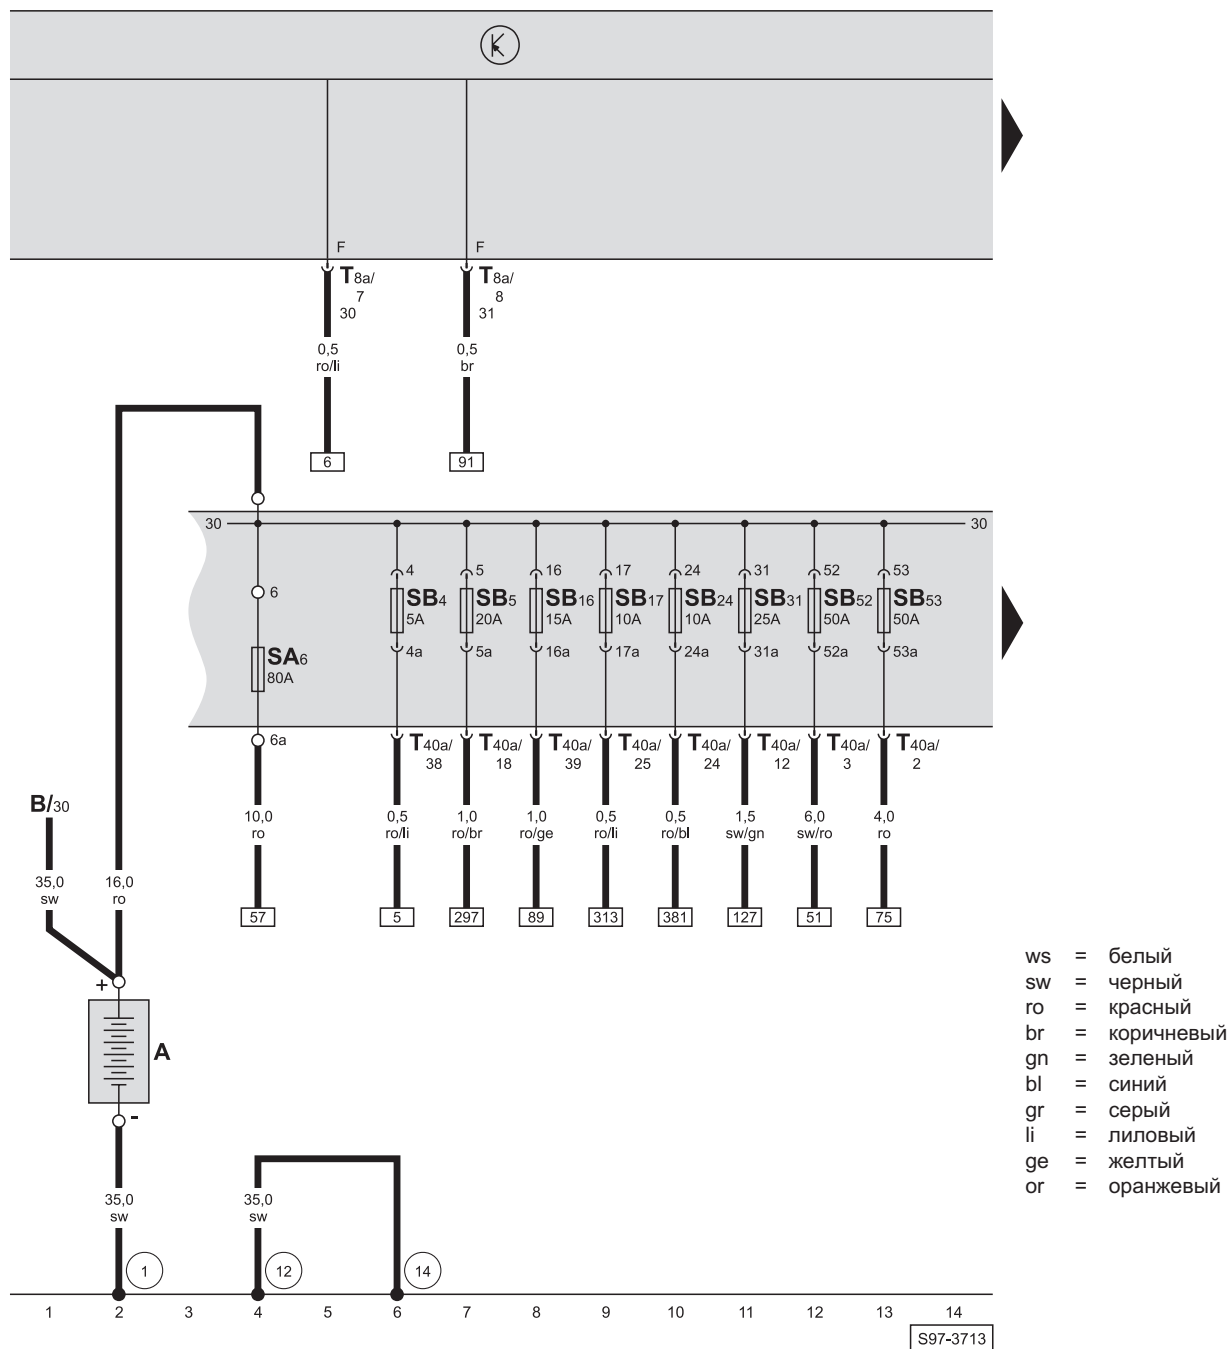 F F
T8a/ T8a/
7 8
30 31
0,5 0,5
ro/li br
6 91
30 30
4 5 16 17 24 31 52 53
6
SB4 SB5 SB16 SB17 SB24 SB31 SB52 SB53
5A 20A 15A 10A 10A 25A 50A 50A
4a 5a 16a 17a 24a 31a 52a 53a
SA6
80A
6a
T40a/ T40a/ T40a/ T40a/ T40a/ T40a/ T40a/ T40a/
38 18 39 25 24 12 3 2
B/30
10,0 0,5 1,0 1,0 0,5 0,5 1,5 6,0 4,0
ro ro/li ro/br ro/ge ro/li ro/bl sw/gn sw/ro ro
35,0 16,0
sw ro
57 5 297 89 313 381 127 51 75
+
A
-
35,0 35,0
sw sw
1 12 14
1 2 3 4 5 6 7 8 9 10 11 12 13 14
S97-3713
ws = белый
sw = черный
ro = красный
br = коричневый
gn = зеленый
bl = синий
gr = серый
li = лиловый
ge = желтый
or = оранжевый